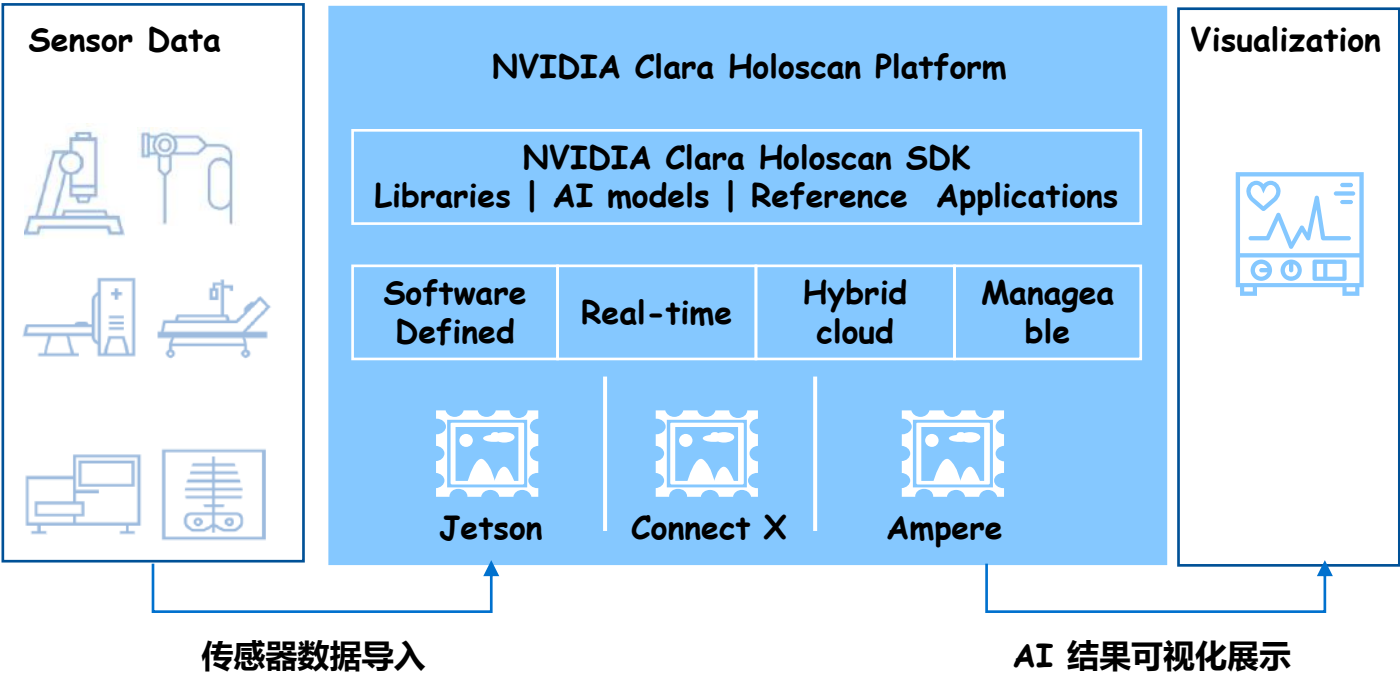 Sensor Data
NVIDIA Clara Holoscan Platform
Visualization
NVIDIA Clara Holoscan SDK
Libraries | AI models | Reference Applications
Software
Defined
Real-time
Hybrid
cloud
Managea
ble
Jetson
Connect X
Ampere
传感器数据导入
AI 结果可视化展示